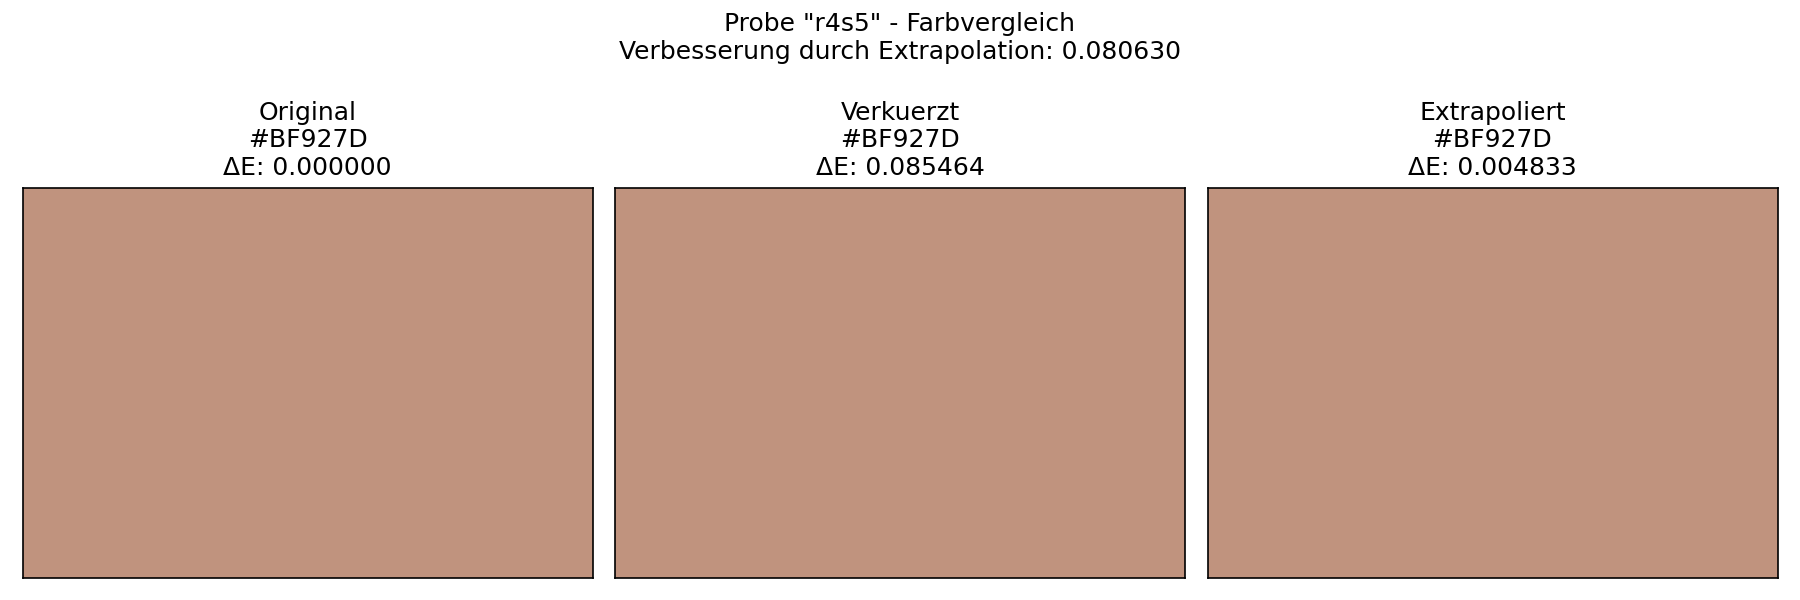 Probe "r4s5" - Farbvergleich
Verbesserung durch Extrapolation: 0.080630
Original
#BF927D
ΔE: 0.000000
Verkuerzt
#BF927D
ΔE: 0.085464
Extrapoliert
#BF927D
ΔE: 0.004833